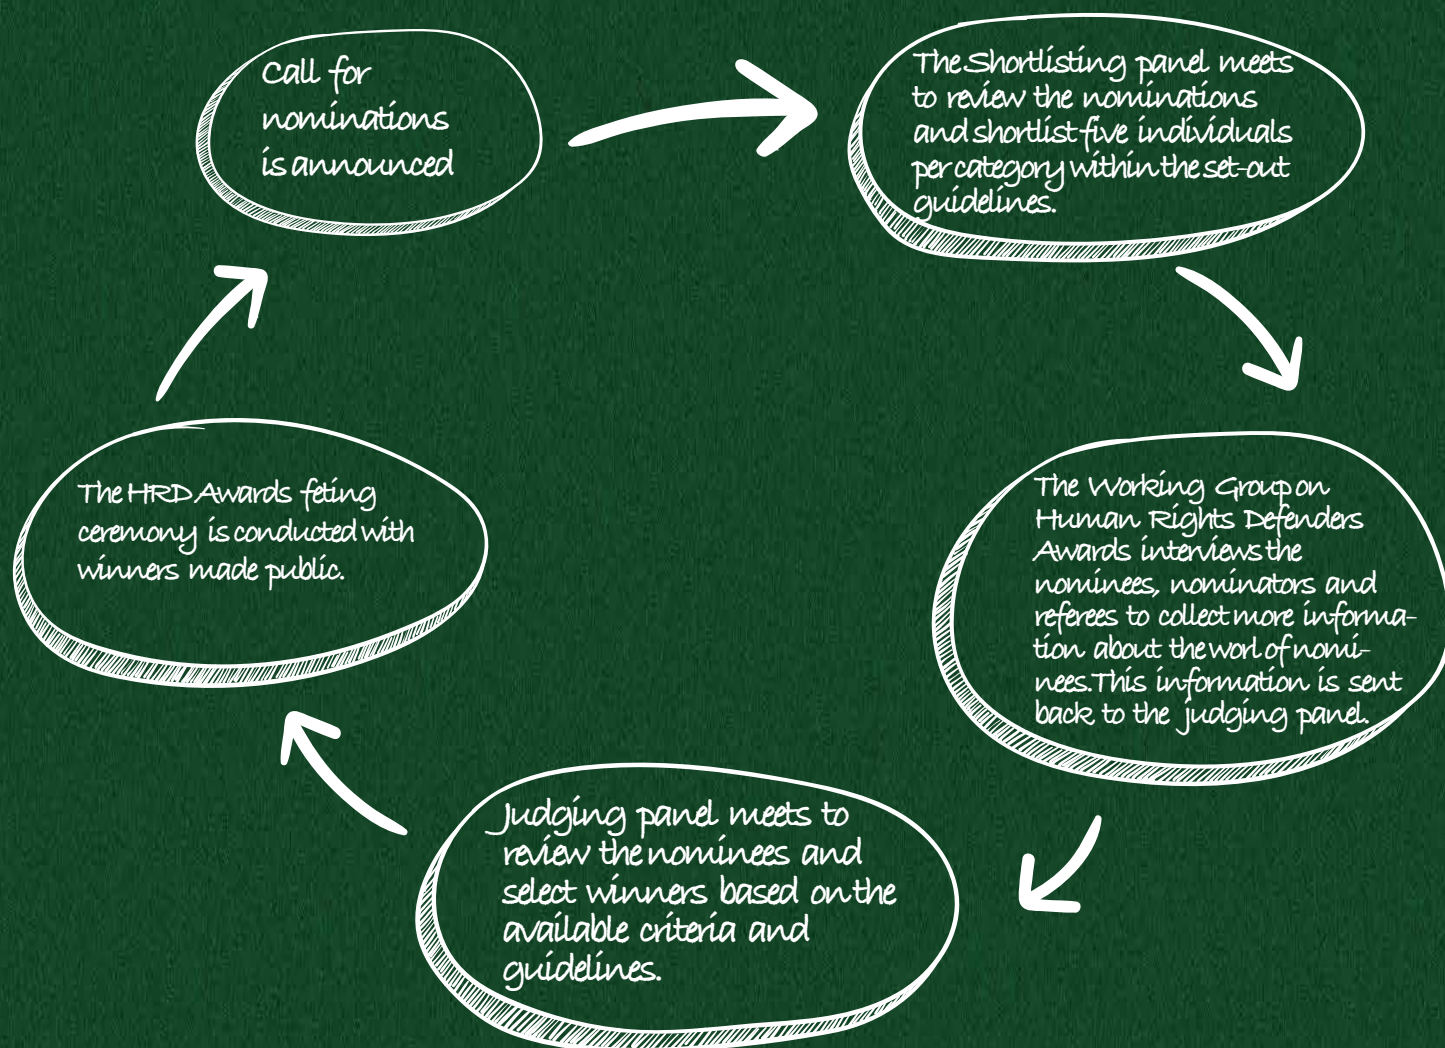 Call for
nominations
is announced
The Shortlisting panel meets
to review the nominations
and shortlist five individuals
per category within the set-out
guidelines.
The Working Group on
Human Rights Defenders
Awards interviews the
nominees, nominators and
referees to collect more informa-
tion about the worl of nomi-
nees. This information is sent
back to the judging panel.
Judging panel meets to
review the nominees and
select winners based on the
available criteria and
guidelines.
The HRD Awards feting
ceremony is conducted with
winners made public.